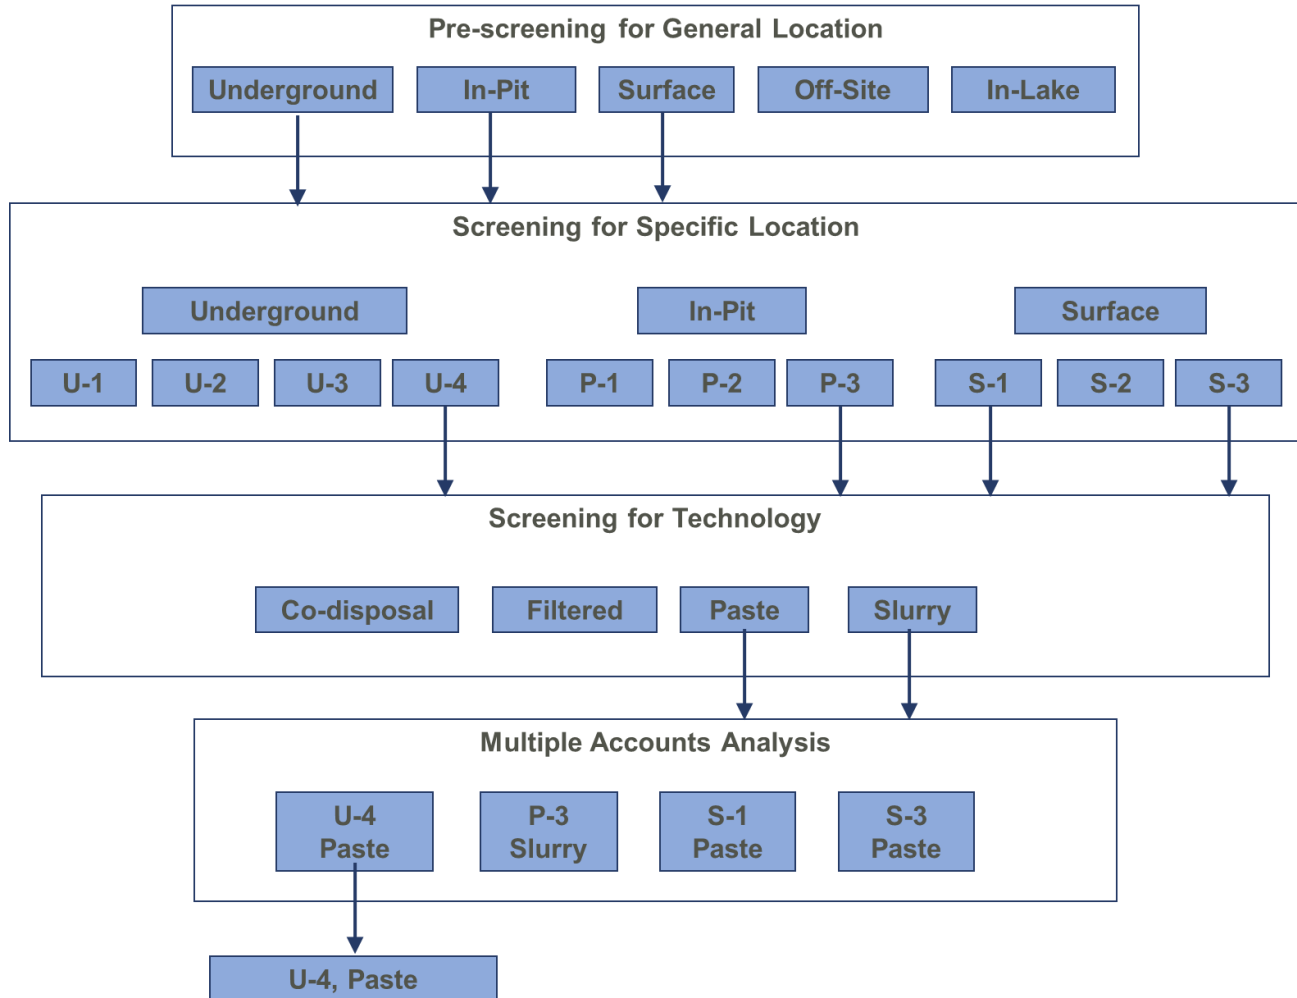 Pre-screening for General Location
Underground
In-Pit
Surface
Off-Site
In-Lake
Screening for Specific Location
Underground
In-Pit
Surface
U-1
U-2
U-3
U-4
P-1
P-2
P-3
S-1
S-2
S-3
Screening for Technology
Co-disposal
Filtered
Paste
Slurry
Multiple Accounts Analysis
U-4
Paste
P-3
Slurry
S-1
Paste
S-3
Paste
U-4, Paste